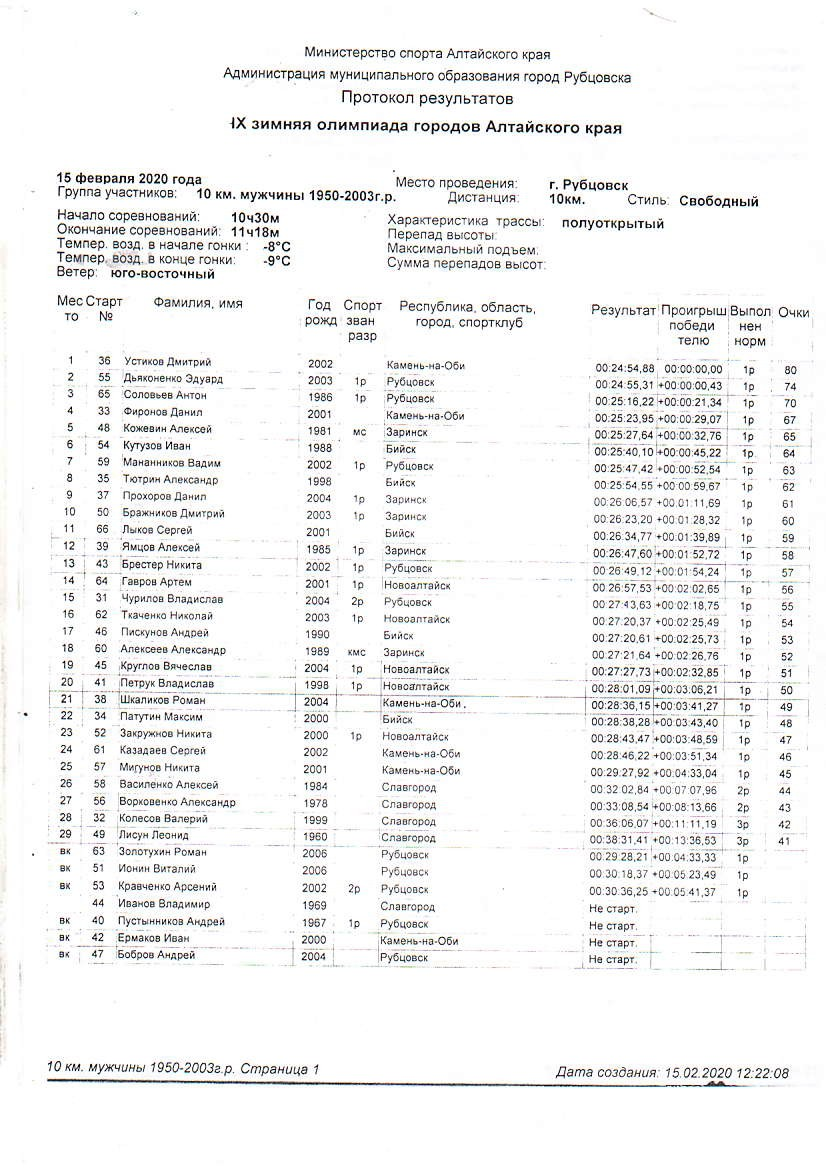 Министерство спорта Алтайского края
Администрация муниципального образования город Рубцовска
Протокол результатов
IX зимняя олимпиада городов Алтайского края
15 февраля 2020 года Место проведения: г. Рубцовск
Группа участников: 10 км. мужчины 1950-2003г.р. Дистанция: 10км. Стиль: Свободный
Начало соревнований: 10ч30м Характеристика трассы: полуоткрытый
Окончание соревнований: 11ч18м Перепад высоты:
Темпер. возд. в начале гонки : -8°С Максимальный подъем:
Темпер. возд. в конце гонки: -9°С Сумма перепадов высот:
Ветер: юго-восточный
Мес Старт Фамилия, имя Год Спорт Республика, область, Результат Проигрыш Выпол Очки
то № рожд зван город, спортклуб победи нен
разр телю норм
1 36 Устиков Дмитрий 2002 Камень-на-Оби 00:24:54,88 00:00:00,00 1р 80
2 55 Дьяконенко Эдуард 2003 1р Рубцовск 00:24:55,31 +00:00:00,43 1р 74
3 65 Соловьев Антон 1986 1р Рубцовск 00:25:16,22 +00:00:21,34 1р 70
4 33 Фиронов Данил 2001 Камень-на-Оби 00:25:23,95 +00:00:29,07 1р 67
5 48 Кожевин Алексей 1981 мс Заринск 00:25:27,64 +00:00:32,76 1р 65
6 54 Кутузов Иван 1988 Бийск 00:25:40,10 +00:00:45,22 1р 64
7 59 Мананников Вадим 2002 1р Рубцовск 00:25:47,42 +00:00:52,54 1р 63
8 35 Тютрин Александр 1998 Бийск 00:25:54,55 +00:00:59,67 1р 62
9 37 Прохоров Данил 2004 1р Заринск 00:26:06,57 +00:01:11,69 1р 61
10 50 Бражников Дмитрий 2003 1р Заринск 00:26:23,20 +00:01:28,32 1р 60
11 66 Лыков Сергей 2001 Бийск 00:26:34,77 +00:01:39,89 1р 59
12 39 Ямцов Алексей 1985 1р Заринск 00:26:47,60 +00:01:52,72 1р 58
13 43 Брестер Никита 2002 1р Рубцовск 00:26:49,12 +00:01:54,24 1р 57
14 64 Гавров Артем 2001 1р Новоалтайск 00:26:57,53 +00:02:02,65 1р 56
15 31 Чурилов Владислав 2004 2р Рубцовск 00:27:43,63 +00:02:18,75 1р 55
16 62 Ткаченко Николай 2003 1р Новоалтайск 00:27:20,37 +00:02:25,49 1р 54
17 46 Пискунов Андрей 1990 Бийск 00:27:20,61 +00:02:25,73 1р 53
18 60 Алексеев Александр 1989 кмс Заринск 00:27:21,64 +00:02:26,76 1р 52
19 45 Круглов Вячеслав 2004 1р Новоалтайск 00:27:27,73 +00:02:32,85 1р 51
20 41 Петрук Владислав 1998 1р Новоалтайск 00:28:01,09 +00:03:06,21 1р 50
21 38 Шкаликов Роман 2004 Камень-на-Оби 00:28:36,15 +00:03:41,27 1р 49
22 34 Патутин Максим 2000 Бийск 00:28:38,28 +00:03:43,40 1р 48
23 52 Закружнов Никита 2000 1р Новоалтайск 00:28:43,47 +00:03:48,59 1р 47
24 61 Казадаев Сергей 2002 Камень-на-Оби 00:28:46,22 +00:03:51,34 1р 46
25 57 Мигунов Никита 2001 Камень-на-Оби 00:29:27,92 +00:04:33,04 1р 45
26 58 Василенко Алексей 1984 Славгород 00:32:02,84 +00:07:07,96 2р 44
27 56 Ворковенко Александр 1978 Славгород 00:33:08,54 +00:08:13,66 2р 43
28 32 Колесов Валерий 1999 Славгород 00:36:06,07 +00:11:11,19 3р 42
29 49 Лисун Леонид 1960 Славгород 00:38:31,41 +00:13:36,53 3р 41
вк 63 Золотухин Роман 2006 Рубцовск 00:29:28,21 +00:04:33,33 1р
вк 51 Ионин Виталий 2006 Рубцовск 00:30:18,37 +00:05:23,49 1р
вк 53 Кравченко Арсений 2002 2р Рубцовск 00:30:36,25 +00:05:41,37 1р
44 Иванов Владимир 1969 Славгород Не старт.
вк 40 Пустынников Андрей 1967 1р Рубцовск Не старт.
вк 42 Ермаков Иван 2000 Камень-на-Оби Не старт.
вк 47 Бобров Андрей 2004 Рубцовск Не старт.
10 км. мужчины 1950-2003г.р. Страница 1 Дата создания: 15.02.2020 12:22:08